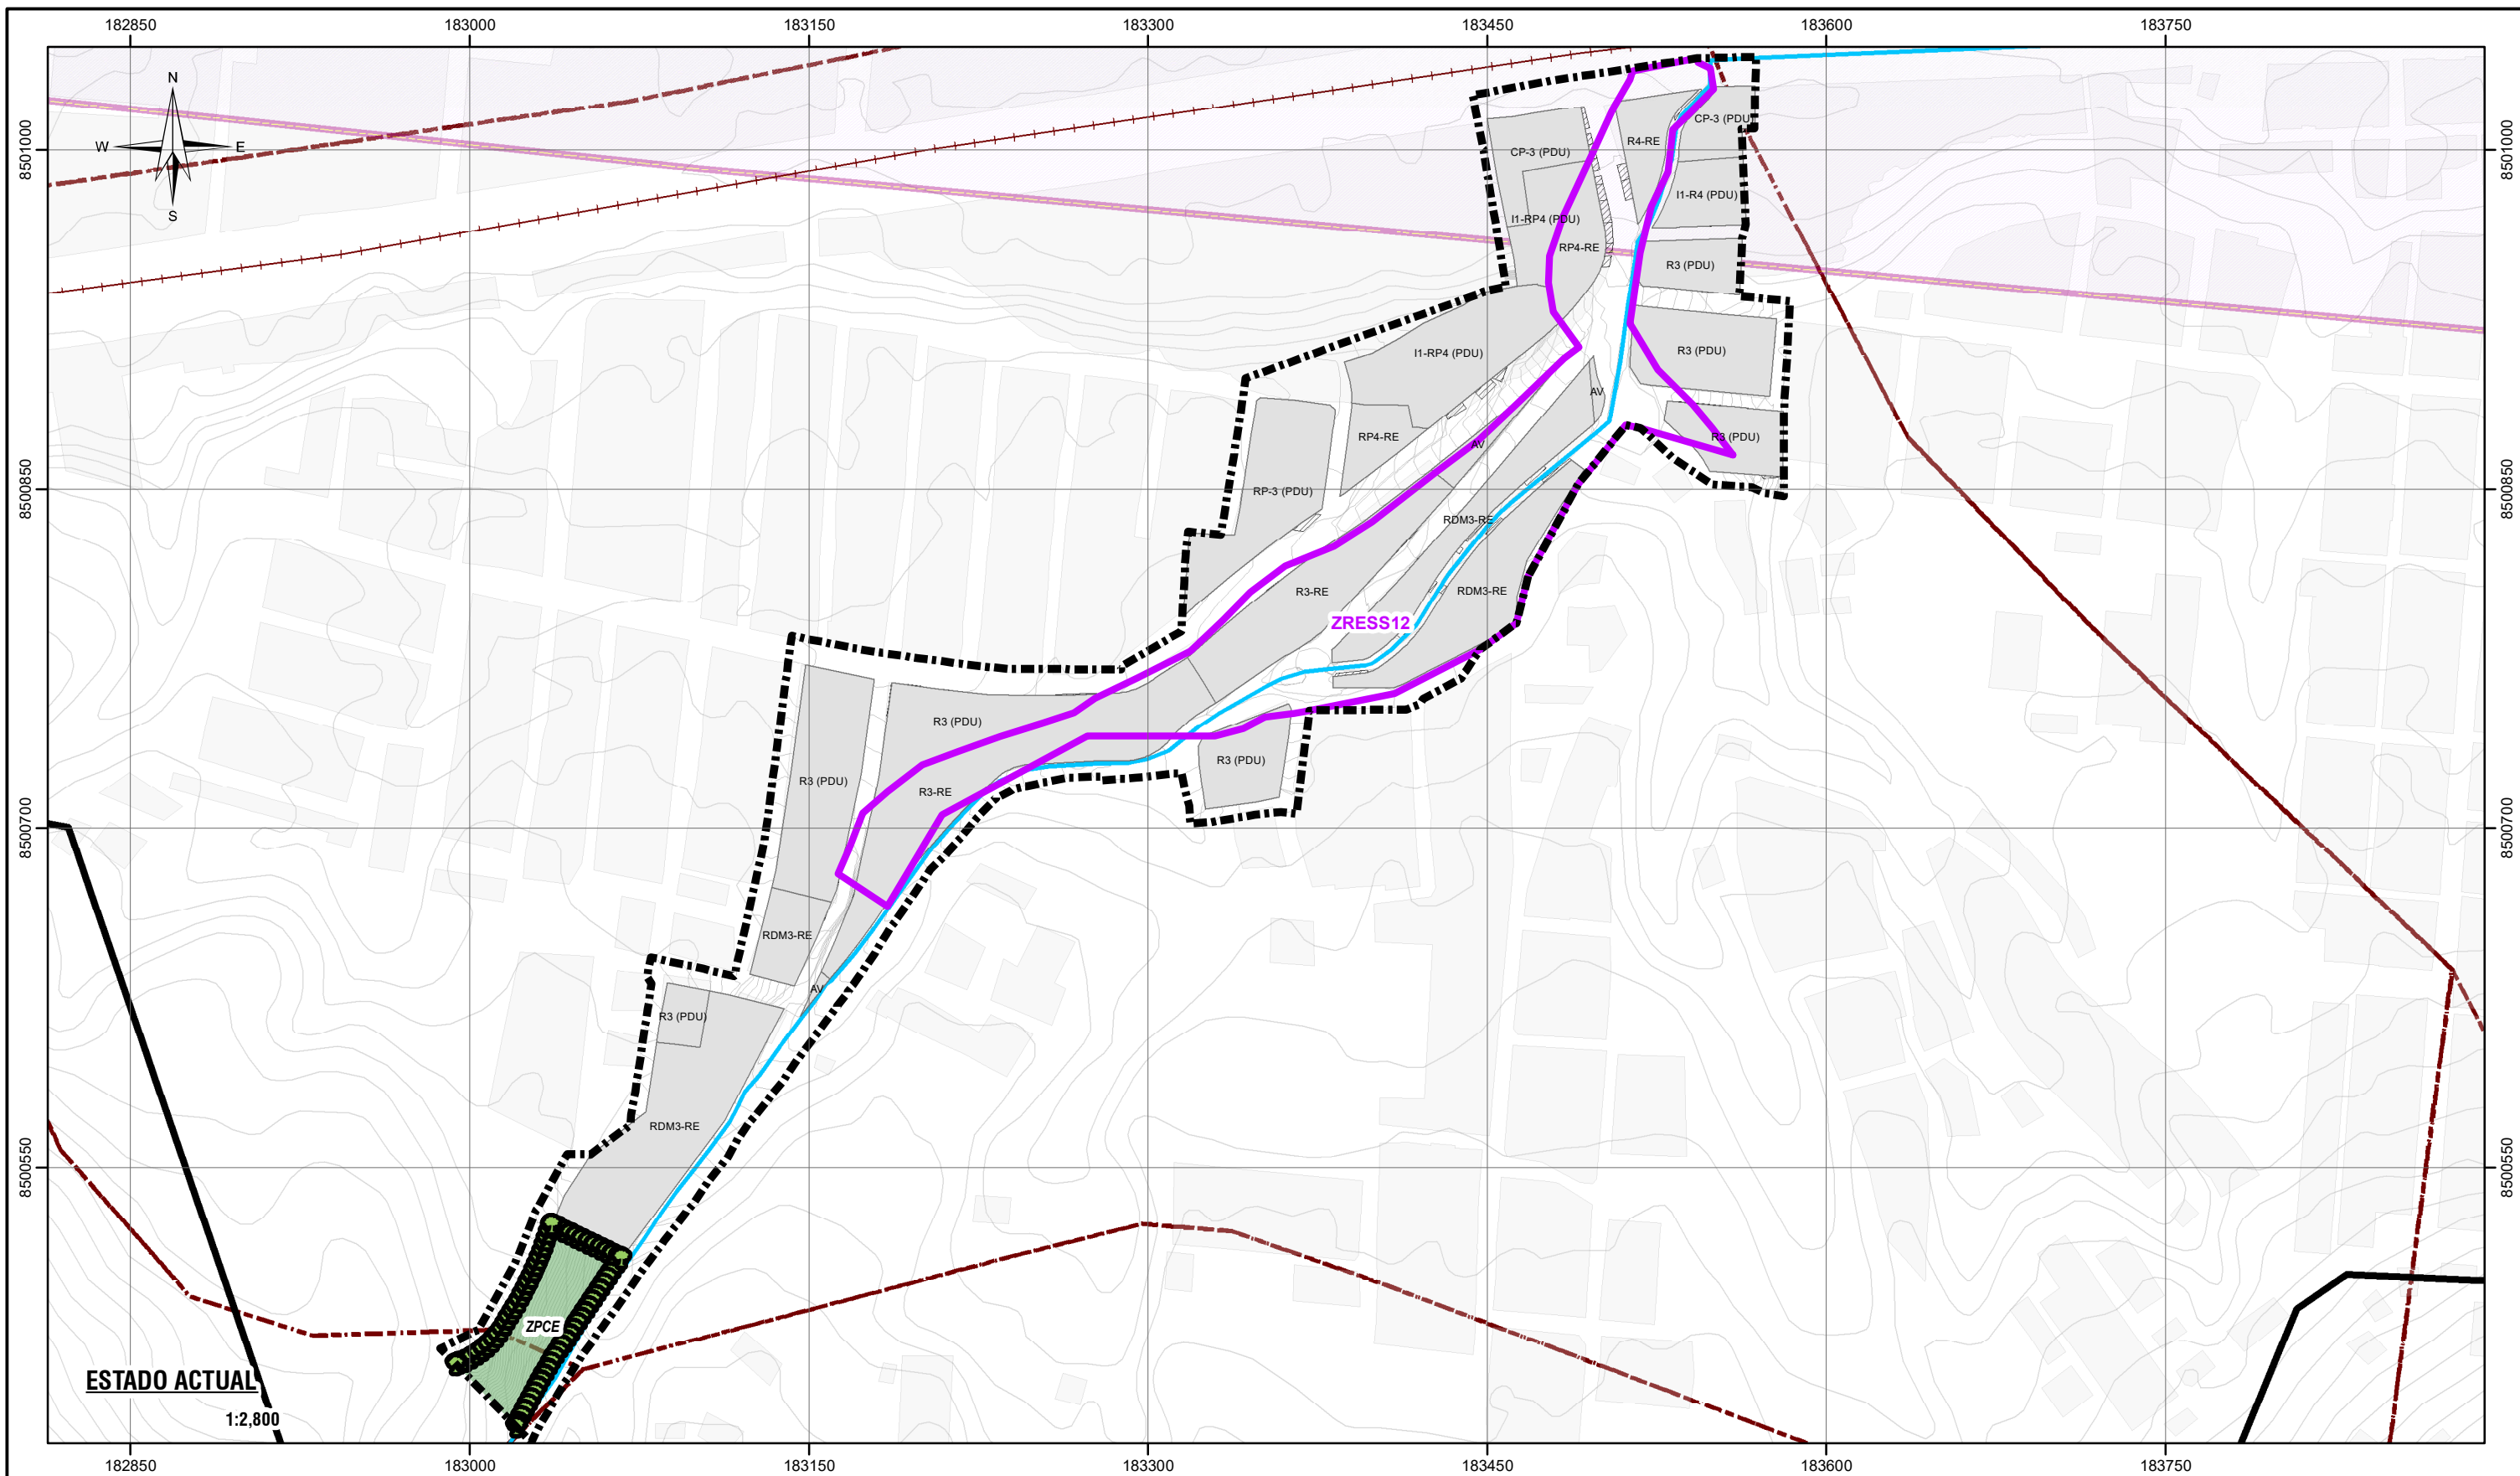 182850 183000 183150 183300 183450 183600 183750
N
W E
S
8501000
8501000
CP-3 (PDU)
R4-RE
CP-3 (PDU)
I1-R4 (PDU)
I1-RP4 (PDU)
RP4-RE
R3 (PDU)
I1-RP4 (PDU)
R3 (PDU)
AV
RP4-RE
AV
R3 (PDU)
8500850
8500850
RP-3 (PDU)
RDM3-RE
R3-RE
RDM3-RE
ZRESS12
R3 (PDU)
R3 (PDU)
R3 (PDU)
R3-RE
8500700
8500700
RDM3-RE
AV
R3 (PDU)
RDM3-RE
8500550
8500550
ZPCE
ESTADO ACTUAL
1:2,800
182850 183000 183150 183300 183450 183600 183750